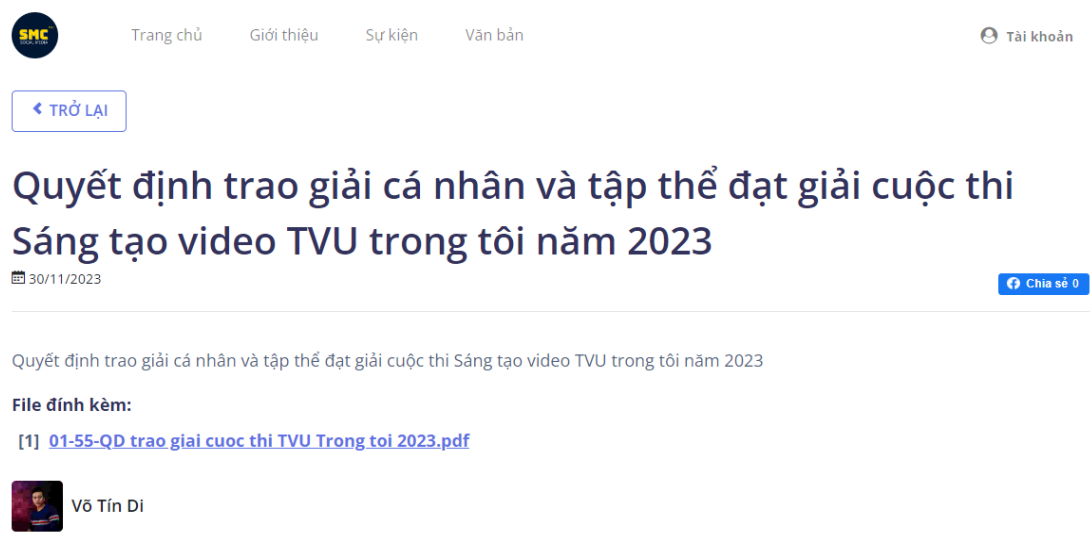 SMC
Trang chủ
Giới thiệu
Sự kiện
Văn bản
Tài khoản
TRỞ LẠI
Quyết định trao giải cá nhân và tập thể đạt giải cuộc thi
Sáng tạo video TVU trong tôi năm 2023
30/11/2023
Chia sẻ 0
Quyết định trao giải cá nhân và tập thể đạt giải cuộc thi Sáng tạo video TVU trong tôi năm 2023
File đính kèm:
[1] 01-55-QD trao giai cuoc thi TVU Trong toi 2023.pdf
Võ Tín Di